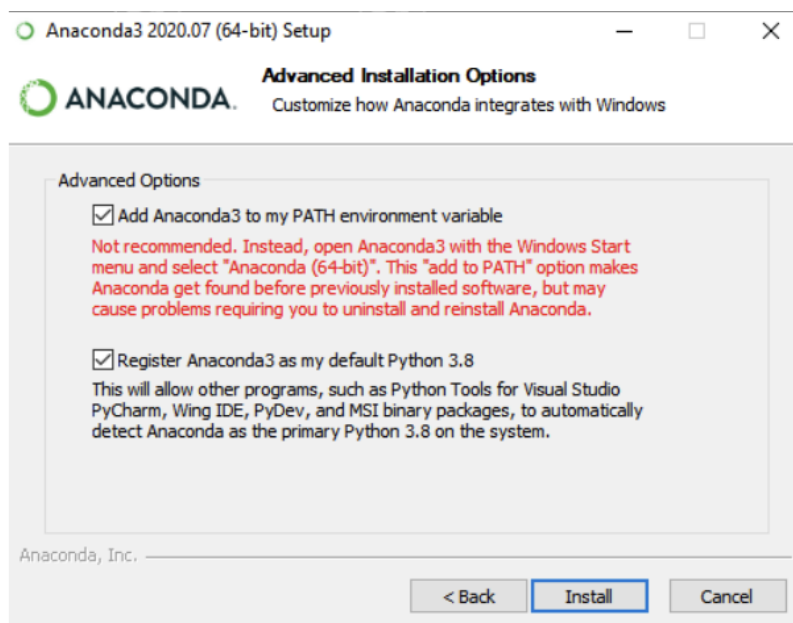 Anaconda3 2020.07 (64-bit) Setup
ANACONDA.
Advanced Installation Options
Customize how Anaconda integrates with Windows
Advanced Options
Add Anaconda3 to my PATH environment variable
Not recommended. Instead, open Anaconda3 with the Windows Start
menu and select "Anaconda (64-bit)". This "add to PATH" option makes
Anaconda get found before previously installed software, but may
cause problems requiring you to uninstall and reinstall Anaconda.
Register Anaconda3 as my default Python 3.8
This will allow other programs, such as Python Tools for Visual Studio
PyCharm, Wing IDE, PyDev, and MSI binary packages, to automatically
detect Anaconda as the primary Python 3.8 on the system.
Anaconda, Inc.
< Back
Install
Cancel